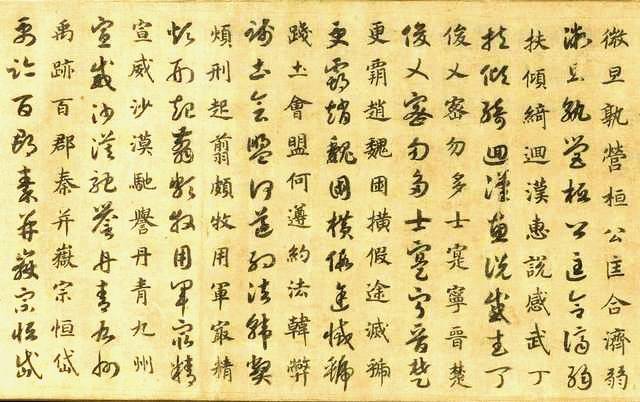 微旦孰營桓公匡合濟弱
微旦孰營桓公匡合濟弱
扶傾綺迴漢惠說感武丁
扶傾綺迴漢惠說感武丁
俊乂密勿多士寔寧晉楚
俊乂密勿多士寔寧晉楚
更霸趙魏困橫假途滅虢
更霸趙魏困橫假途滅虢
踐土會盟何遵約法韓弊
踐土會盟何遵約法韓弊
煩刑起翦頗牧用軍最精
煩刑起翦頗牧用軍最精
宣威沙漠馳譽丹青九州
宣威沙漠馳譽丹青九州
禹跡百郡秦并嶽宗恒岱
禹跡百郡秦并嶽宗恒岱